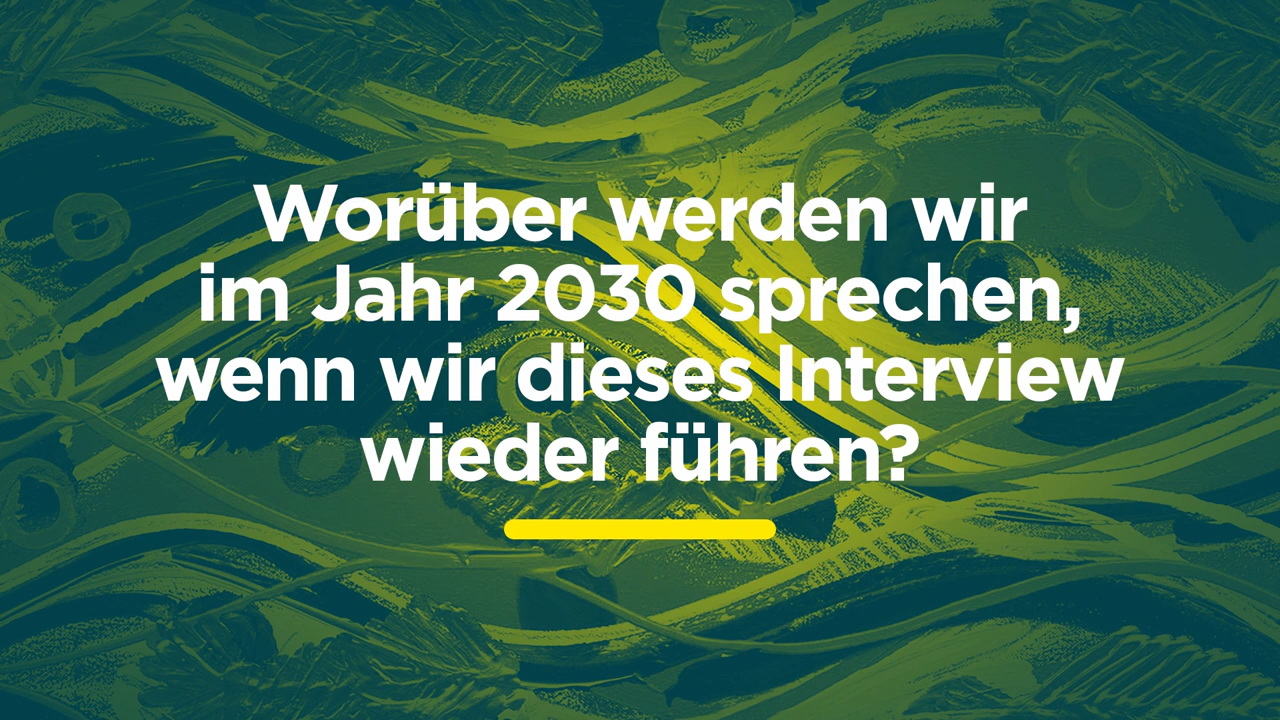 Worüber werden wir
im Jahr 2030 sprechen,
wenn wir dieses Interview
wieder führen?